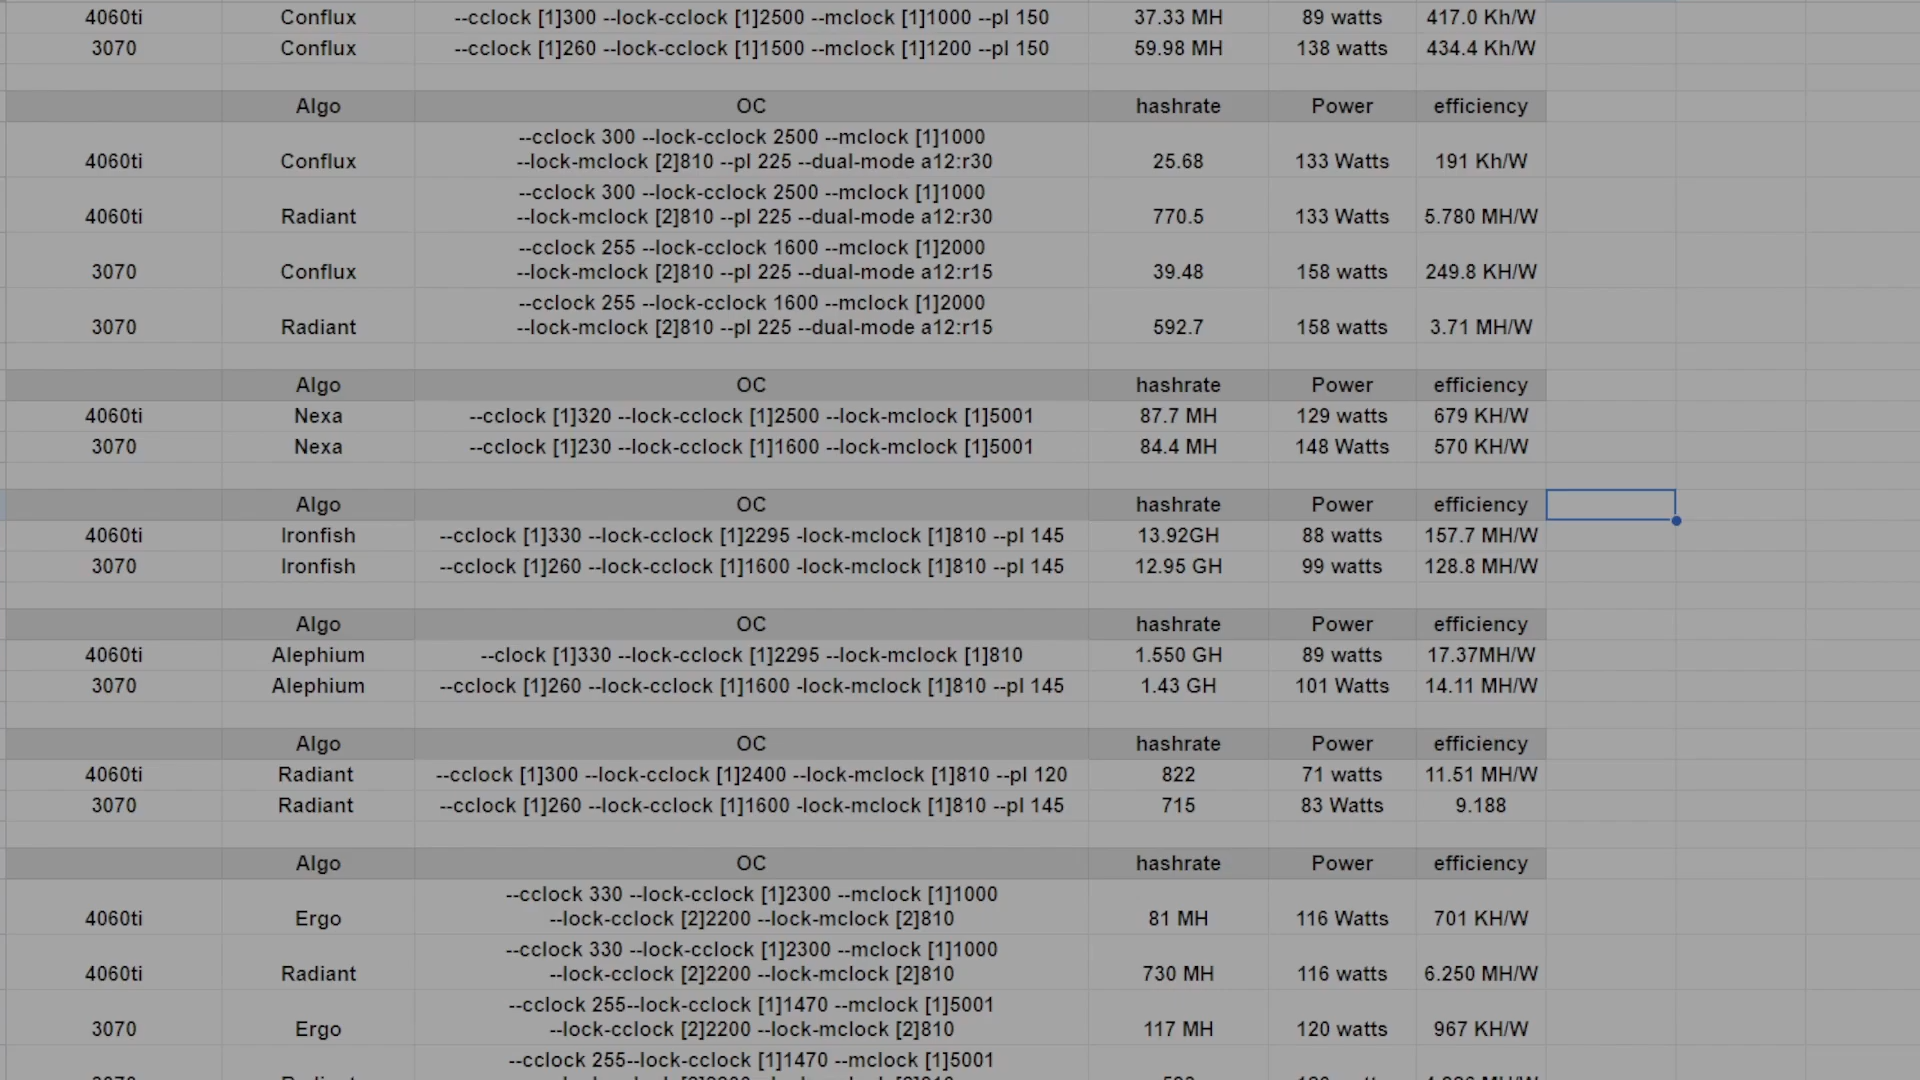 4060ti Conflux --cclock [1]300 --lock-cclock [1]2500 --mclock [1]1000 --pl 150 37.33 MH 89 watts 417.0 Kh/W
3070 Conflux --cclock [1]260 --lock-cclock [1]1500 --mclock [1]1200 --pl 150 59.98 MH 138 watts 434.4 Kh/W
Algo OC hashrate Power efficiency
--cclock 300 --lock-cclock 2500 --mclock [1]1000
4060ti Conflux --lock-mclock [2]810 --pl 225 --dual-mode a12:r30 25.68 133 Watts 191 Kh/W
--cclock 300 --lock-cclock 2500 --mclock [1]1000
4060ti Radiant --lock-mclock [2]810 --pl 225 --dual-mode a12:r30 770.5 133 Watts 5.780 MH/W
--cclock 255 --lock-cclock 1600 --mclock [1]2000
3070 Conflux --lock-mclock [2]810 --pl 225 --dual-mode a12:r15 39.48 158 watts 249.8 KH/W
--cclock 255 --lock-cclock 1600 --mclock [1]2000
3070 Radiant --lock-mclock [2]810 --pl 225 --dual-mode a12:r15 592.7 158 watts 3.71 MH/W
Algo OC hashrate Power efficiency
4060ti Nexa --cclock [1]320 --lock-cclock [1]2500 --lock-mclock [1]5001 87.7 MH 129 watts 679 KH/W
3070 Nexa --cclock [1]230 --lock-cclock [1]1600 --lock-mclock [1]5001 84.4 MH 148 Watts 570 KH/W
Algo OC hashrate Power efficiency
4060ti Ironfish --cclock [1]330 --lock-cclock [1]2295 -lock-mclock [1]810 --pl 145 13.92GH 88 watts 157.7 MH/W
3070 Ironfish --cclock [1]260 --lock-cclock [1]1600 -lock-mclock [1]810 --pl 145 12.95 GH 99 watts 128.8 MH/W
Algo OC hashrate Power efficiency
4060ti Alephium --clock [1]330 --lock-cclock [1]2295 --lock-mclock [1]810 1.550 GH 89 watts 17.37MH/W
3070 Alephium --cclock [1]260 --lock-cclock [1]1600 -lock-mclock [1]810 --pl 145 1.43 GH 101 Watts 14.11 MH/W
Algo OC hashrate Power efficiency
4060ti Radiant --cclock [1]300 --lock-cclock [1]2400 --lock-mclock [1]810 --pl 120 822 71 watts 11.51 MH/W
3070 Radiant --cclock [1]260 --lock-cclock [1]1600 -lock-mclock [1]810 --pl 145 715 83 Watts 9.188
Algo OC hashrate Power efficiency
--cclock 330 --lock-cclock [1]2300 --mclock [1]1000
4060ti Ergo --lock-cclock [2]2200 --lock-mclock [2]810 81 MH 116 Watts 701 KH/W
--cclock 330 --lock-cclock [1]2300 --mclock [1]1000
4060ti Radiant --lock-cclock [2]2200 --lock-mclock [2]810 730 MH 116 watts 6.250 MH/W
--cclock 255--lock-cclock [1]1470 --mclock [1]5001
3070 Ergo --lock-cclock [2]2200 --lock-mclock [2]810 117 MH 120 watts 967 KH/W
--cclock 255--lock-cclock [1]1470 --mclock [1]5001